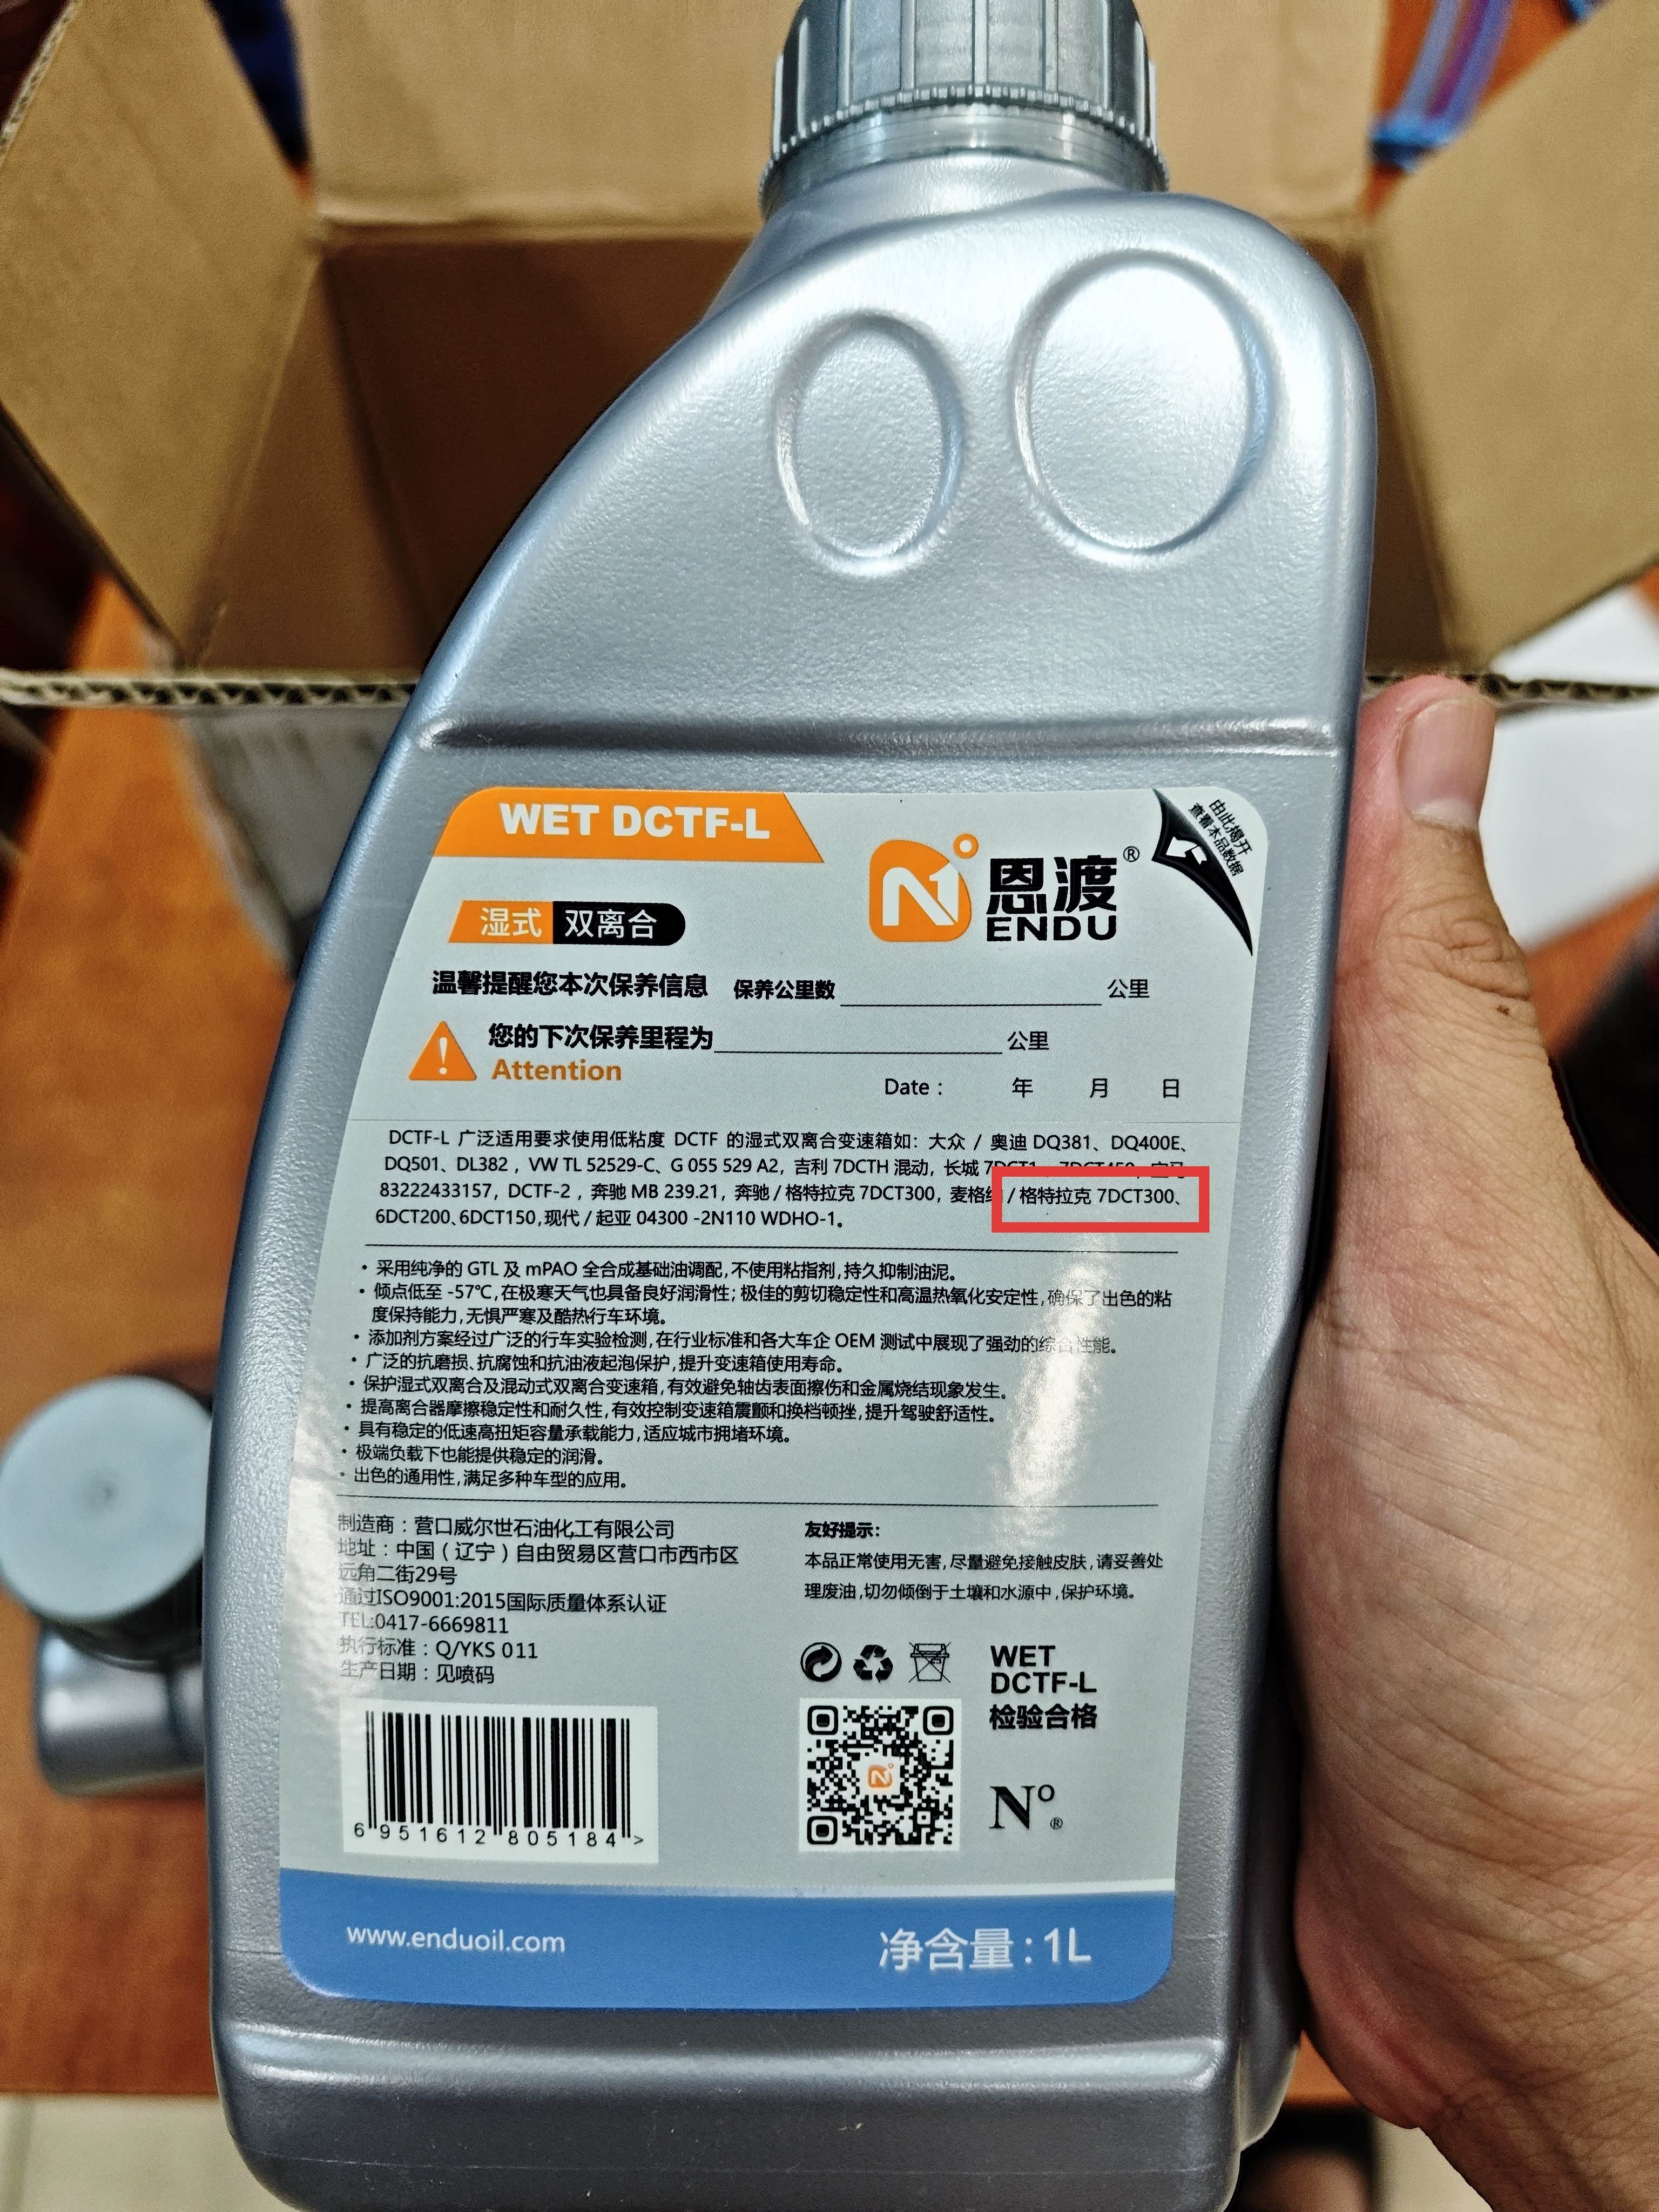 WET DCTF-L
由此揭开
查看本品数据
N1
恩渡®
ENDU
湿式 双离合
温馨提醒您本次保养信息 保养公里数 公里
您的下次保养里程为 公里
Attention
Date: 年 月 日
DCTF-L 广泛适用要求使用低粘度 DCTF 的湿式双离合变速箱如: 大众 / 奥迪 DQ381、DQ400E、
DQ501、DL382 , VW TL 52529-C、G 055 529 A2, 吉利 7DCTH 混动, 长城
83222433157, DCTF-2 , 奔驰 MB 239.21, 奔驰 / 格特拉克 7DCT300, 麦格 / 格特拉克 7DCT300、
6DCT200、6DCT150,现代 / 起亚 04300 -2N110 WDHO-1。
• 采用纯净的 GTL 及 mPAO 全合成基础油调配,不使用粘指剂,持久抑制油泥。
• 倾点低至 -57℃,在极寒天气也具备良好润滑性; 极佳的剪切稳定性和高温热氧化安定性,确保了出色的粘
度保持能力,无惧严寒及酷热行车环境。
• 添加剂方案经过广泛的行车实验检测,在行业标准和各大车企 OEM 测试中展现了强劲的综合性能。
• 广泛的抗磨损、抗腐蚀和抗油液起泡保护,提升变速箱使用寿命。
• 保护湿式双离合及混动式双离合变速箱,有效避免轴齿表面擦伤和金属烧结现象发生。
• 提高离合器摩擦稳定性和耐久性,有效控制变速箱震颤和换档顿挫,提升驾驶舒适性。
• 具有稳定的低速高扭矩容量承载能力,适应城市拥堵环境。
• 极端负载下也能提供稳定的润滑。
• 出色的通用性,满足多种车型的应用。
制造商:营口威尔世石油化工有限公司
地址:中国(辽宁)自由贸易区营口市西市区
远角二街29号
通过ISO9001:2015国际质量体系认证
TEL:0417-6669811
执行标准:Q/YKS 011
生产日期:见喷码
友好提示:
本品正常使用无害,尽量避免接触皮肤,请妥善处
理废油,切勿倾倒于土壤和水源中,保护环境。
WET
DCTF-L
检验合格
N°®
6 951612 805184 >
www.enduoil.com
净含量:1L